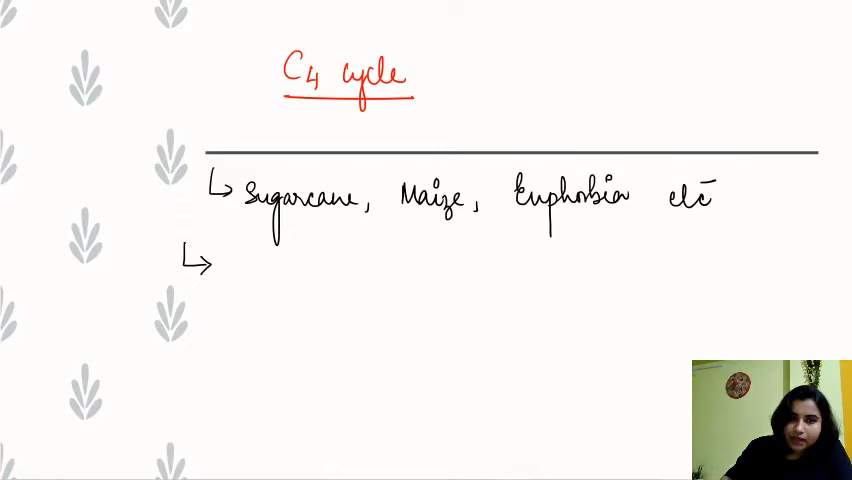 C4 cycle
↳ Sugarcane, Maize, Euphorbia etc
↳